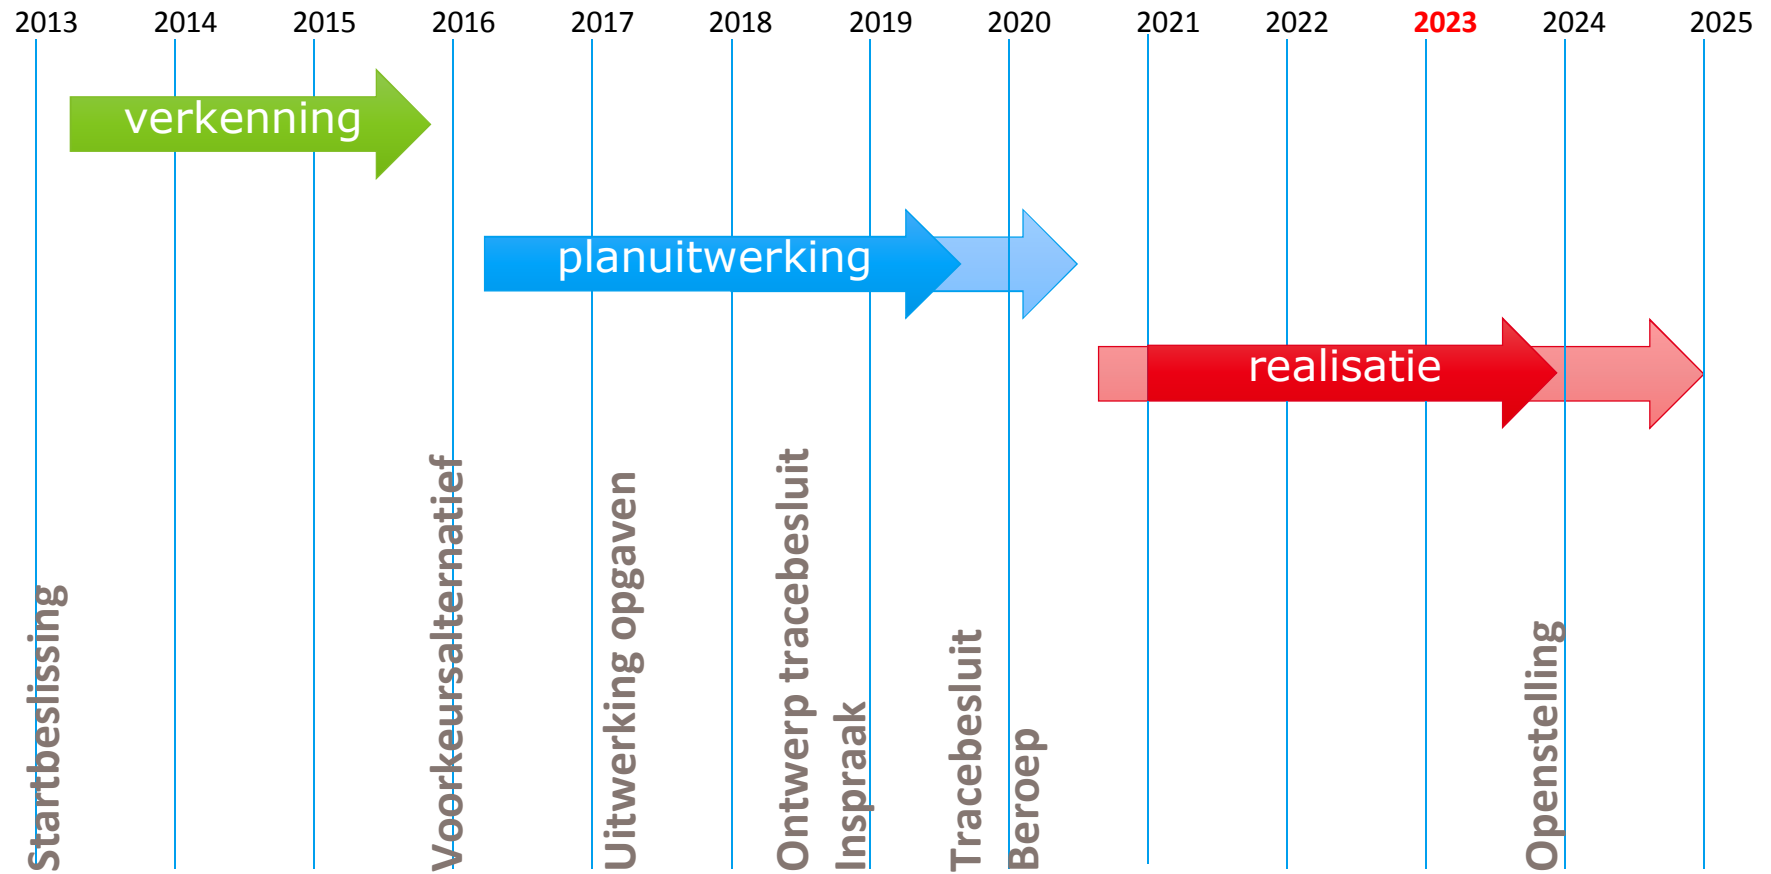 2013 2014 2015 2016 2017 2018 2019 2020 2021 2022 2023 2024 2025
verkenning
planuitwerking
realisatie
Startbeslissing
Voorkeursalternatief
Uitwerking opgaven
Ontwerp tracebesluit
Inspraak
Tracebesluit
Beroep
Openstelling